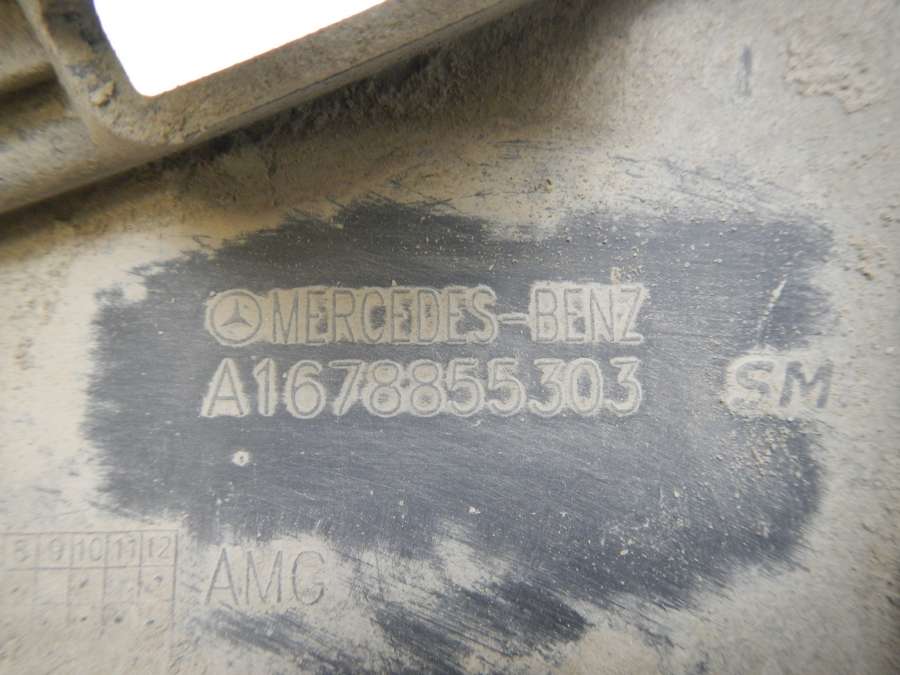 MERCEDES-BENZ
A1678855303 SM
8 9 10 11 12
AMG